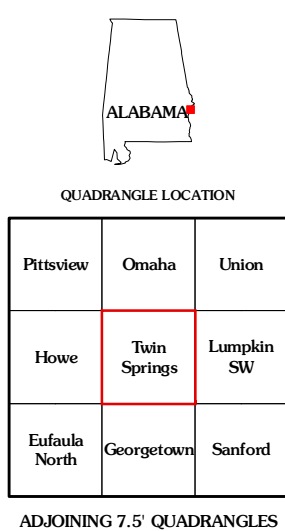 ALABAMA
QUADRANGLE LOCATION
Pittsview
Omaha
Union
Howe
Twin
Springs
Lumpkin
SW
Eufaula
North
Georgetown
Sanford
ADJOINING 7.5' QUADRANGLES